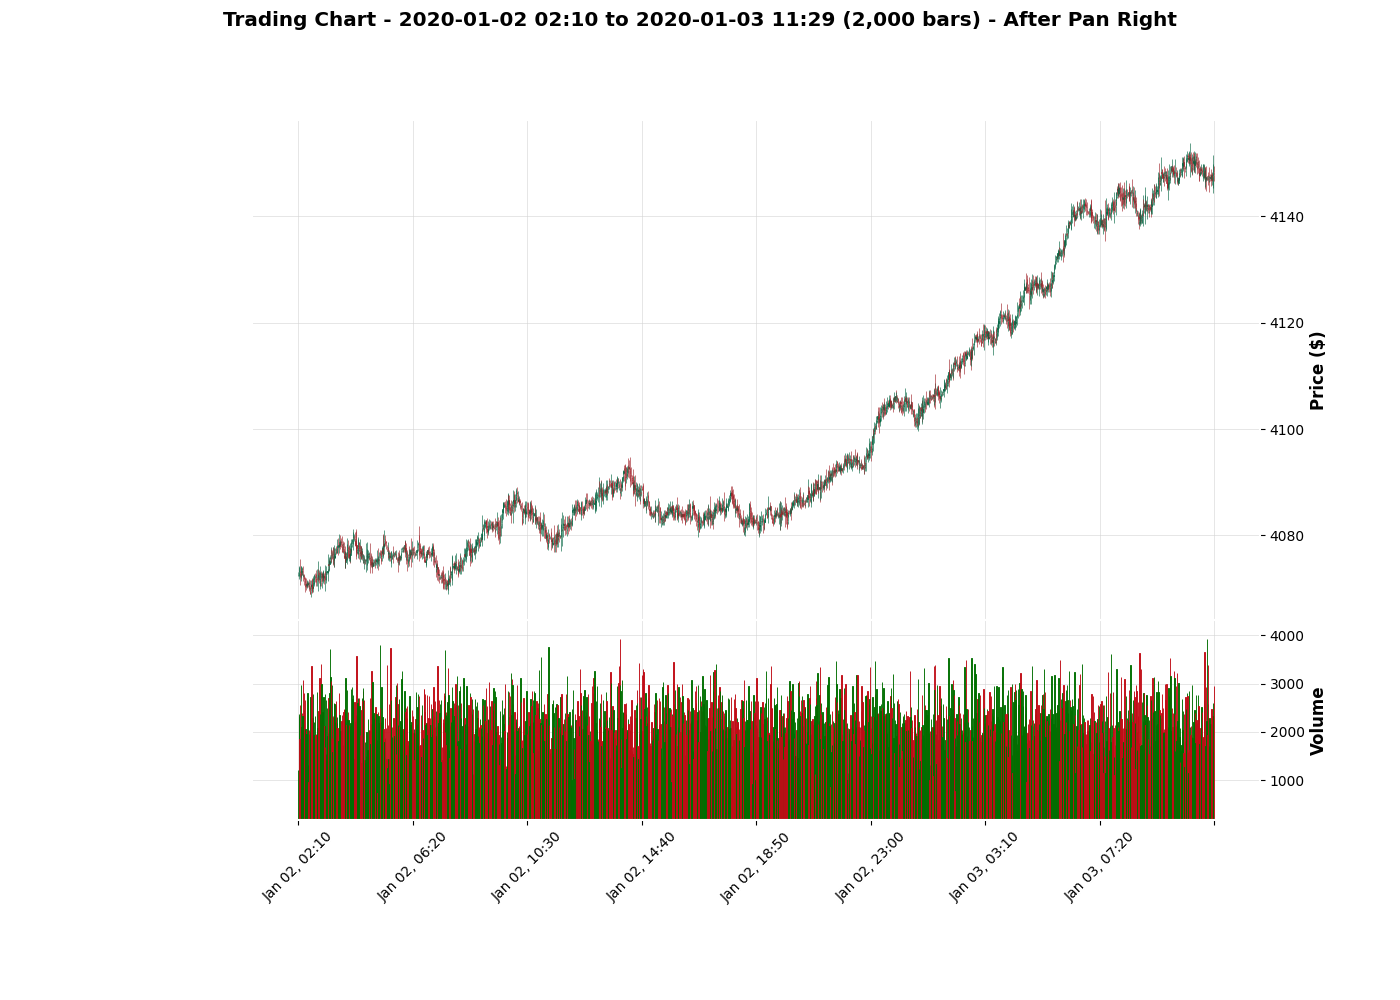 Trading Chart - 2020-01-02 02:10 to 2020-01-03 11:29 (2,000 bars) - After Pan Right
4140
4120
4100
4080
Price ($)
4000
3000
2000
1000
Volume
Jan 02, 02:10
Jan 02, 06:20
Jan 02, 10:30
Jan 02, 14:40
Jan 02, 18:50
Jan 02, 23:00
Jan 03, 03:10
Jan 03, 07:20